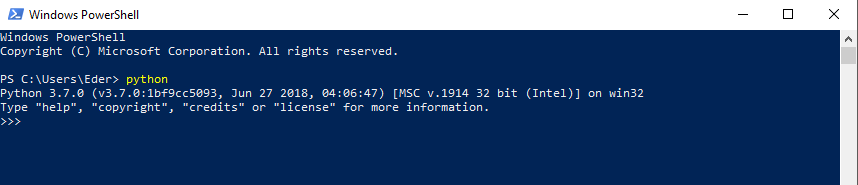 Windows PowerShell
Windows PowerShell
Copyright (C) Microsoft Corporation. All rights reserved.
PS C:\Users\Eder> python
Python 3.7.0 (v3.7.0:1bf9cc5093, Jun 27 2018, 04:06:47) [MSC v.1914 32 bit (Intel)] on win32
Type "help", "copyright", "credits" or "license" for more information.
>>>